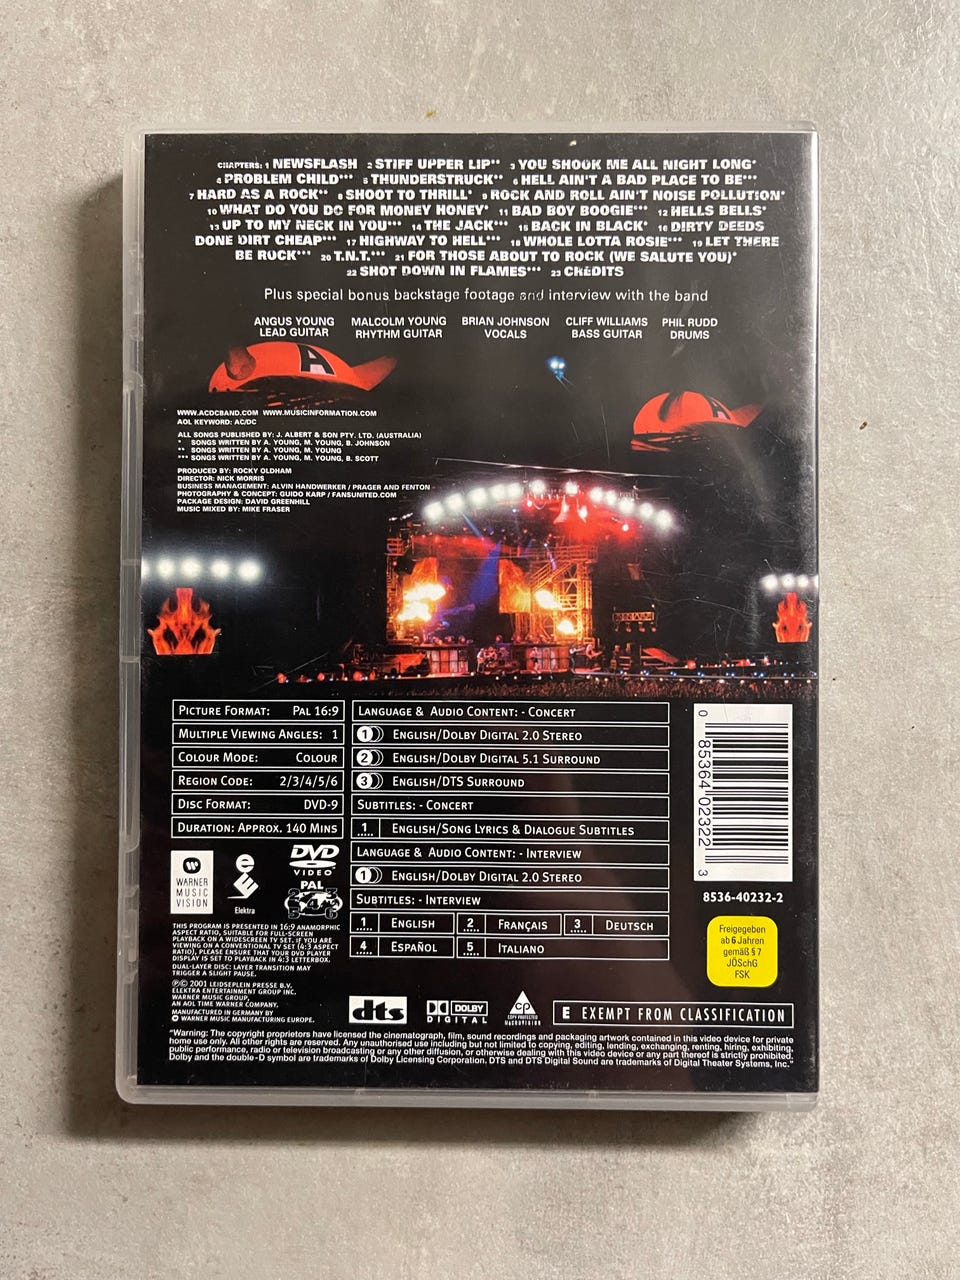 CHAPTERS: 1 NEWSFLASH 2 STIFF UPPER LIP** 3 YOU SHOOK ME ALL NIGHT LONG*
4 PROBLEM CHILD*** 5 THUNDERSTRUCK** 6 HELL AIN'T A BAD PLACE TO BE***
7 HARD AS A ROCK** 8 SHOOT TO THRILL* 9 ROCK AND ROLL AIN'T NOISE POLLUTION*
10 WHAT DO YOU DO FOR MONEY HONEY* 11 BAD BOY BOOGIE*** 12 HELLS BELLS*
13 UP TO MY NECK IN YOU*** 14 THE JACK*** 15 BACK IN BLACK* 16 DIRTY DEEDS
DONE DIRT CHEAP*** 17 HIGHWAY TO HELL*** 18 WHOLE LOTTA ROSIE*** 19 LET THERE
BE ROCK*** 20 T.N.T.*** 21 FOR THOSE ABOUT TO ROCK (WE SALUTE YOU)*
22 SHOT DOWN IN FLAMES*** 23 CREDITS
Plus special bonus backstage footage and interview with the band
ANGUS YOUNG MALCOLM YOUNG BRIAN JOHNSON CLIFF WILLIAMS PHIL RUDD
LEAD GUITAR RHYTHM GUITAR VOCALS BASS GUITAR DRUMS
A
A
WWW.ACDCBAND.COM WWW.MUSICINFORMATION.COM
AOL KEYWORD: AC/DC
ALL SONGS PUBLISHED BY: J. ALBERT & SON PTY. LTD. (AUSTRALIA)
* SONGS WRITTEN BY A. YOUNG, M. YOUNG, B. JOHNSON
** SONGS WRITTEN BY A. YOUNG, M. YOUNG
*** SONGS WRITTEN BY A. YOUNG, M. YOUNG, B. SCOTT
PRODUCED BY: ROCKY OLDHAM
DIRECTOR: NICK MORRIS
BUSINESS MANAGEMENT: ALVIN HANDWERKER / PRAGER AND FENTON
PHOTOGRAPHY & CONCEPT: GUIDO KARP / FANSUNITED.COM
PACKAGE DESIGN: DAVID GREENHILL
MUSIC MIXED BY: MIKE FRASER
PICTURE FORMAT: PAL 16:9
MULTIPLE VIEWING ANGLES: 1
COLOUR MODE: COLOUR
REGION CODE: 2/3/4/5/6
DISC FORMAT: DVD-9
DURATION: APPROX. 140 MINS
LANGUAGE & AUDIO CONTENT: - CONCERT
1 ENGLISH/DOLBY DIGITAL 2.0 STEREO
2 ENGLISH/DOLBY DIGITAL 5.1 SURROUND
3 ENGLISH/DTS SURROUND
SUBTITLES: - CONCERT
1 ENGLISH/SONG LYRICS & DIALOGUE SUBTITLES
LANGUAGE & AUDIO CONTENT: - INTERVIEW
1 ENGLISH/DOLBY DIGITAL 2.0 STEREO
SUBTITLES: - INTERVIEW
1 ENGLISH 2 FRANÇAIS 3 DEUTSCH
4 ESPAÑOL 5 ITALIANO
0 85364 02322 3
8536-40232-2
WARNER
MUSIC
VISION
Elektra
DVD
VIDEO
PAL
2 3
4 5 6
Freigegeben
ab 6 Jahren
gemäß § 7
JÖSchG
FSK
THIS PROGRAM IS PRESENTED IN 16:9 ANAMORPHIC
ASPECT RATIO, SUITABLE FOR FULL-SCREEN
PLAYBACK ON A WIDESCREEN TV SET. IF YOU ARE
VIEWING ON A CONVENTIONAL TV SET (4:3 ASPECT
RATIO), PLEASE ENSURE THAT YOUR DVD PLAYER
DISPLAY IS SET TO PLAYBACK IN 4:3 LETTERBOX.
DUAL-LAYER DISC: LAYER TRANSITION MAY
TRIGGER A SLIGHT PAUSE.
℗© 2001 LEIDSEPLEIN PRESSE B.V.
ELEKTRA ENTERTAINMENT GROUP INC.
WARNER MUSIC GROUP,
AN AOL TIME WARNER COMPANY.
MANUFACTURED IN GERMANY BY
WARNER MUSIC MANUFACTURING EUROPE.
dts
DOLBY
DIGITAL
CP
COPY PROTECTED
MACROVISION
E EXEMPT FROM CLASSIFICATION
"Warning: The copyright proprietors have licensed the cinematograph, film, sound recordings and packaging artwork contained in this video device for private
home use only. All other rights are reserved. Any unauthorised use including but not limited to copying, editing, lending, exchanging, renting, hiring, exhibiting,
public performance, radio or television broadcasting or any other diffusion, or otherwise dealing with this video device or any part thereof is strictly prohibited.
Dolby and the double-D symbol are trademarks of Dolby Licensing Corporation. DTS and DTS Digital Sound are trademarks of Digital Theater Systems, Inc."